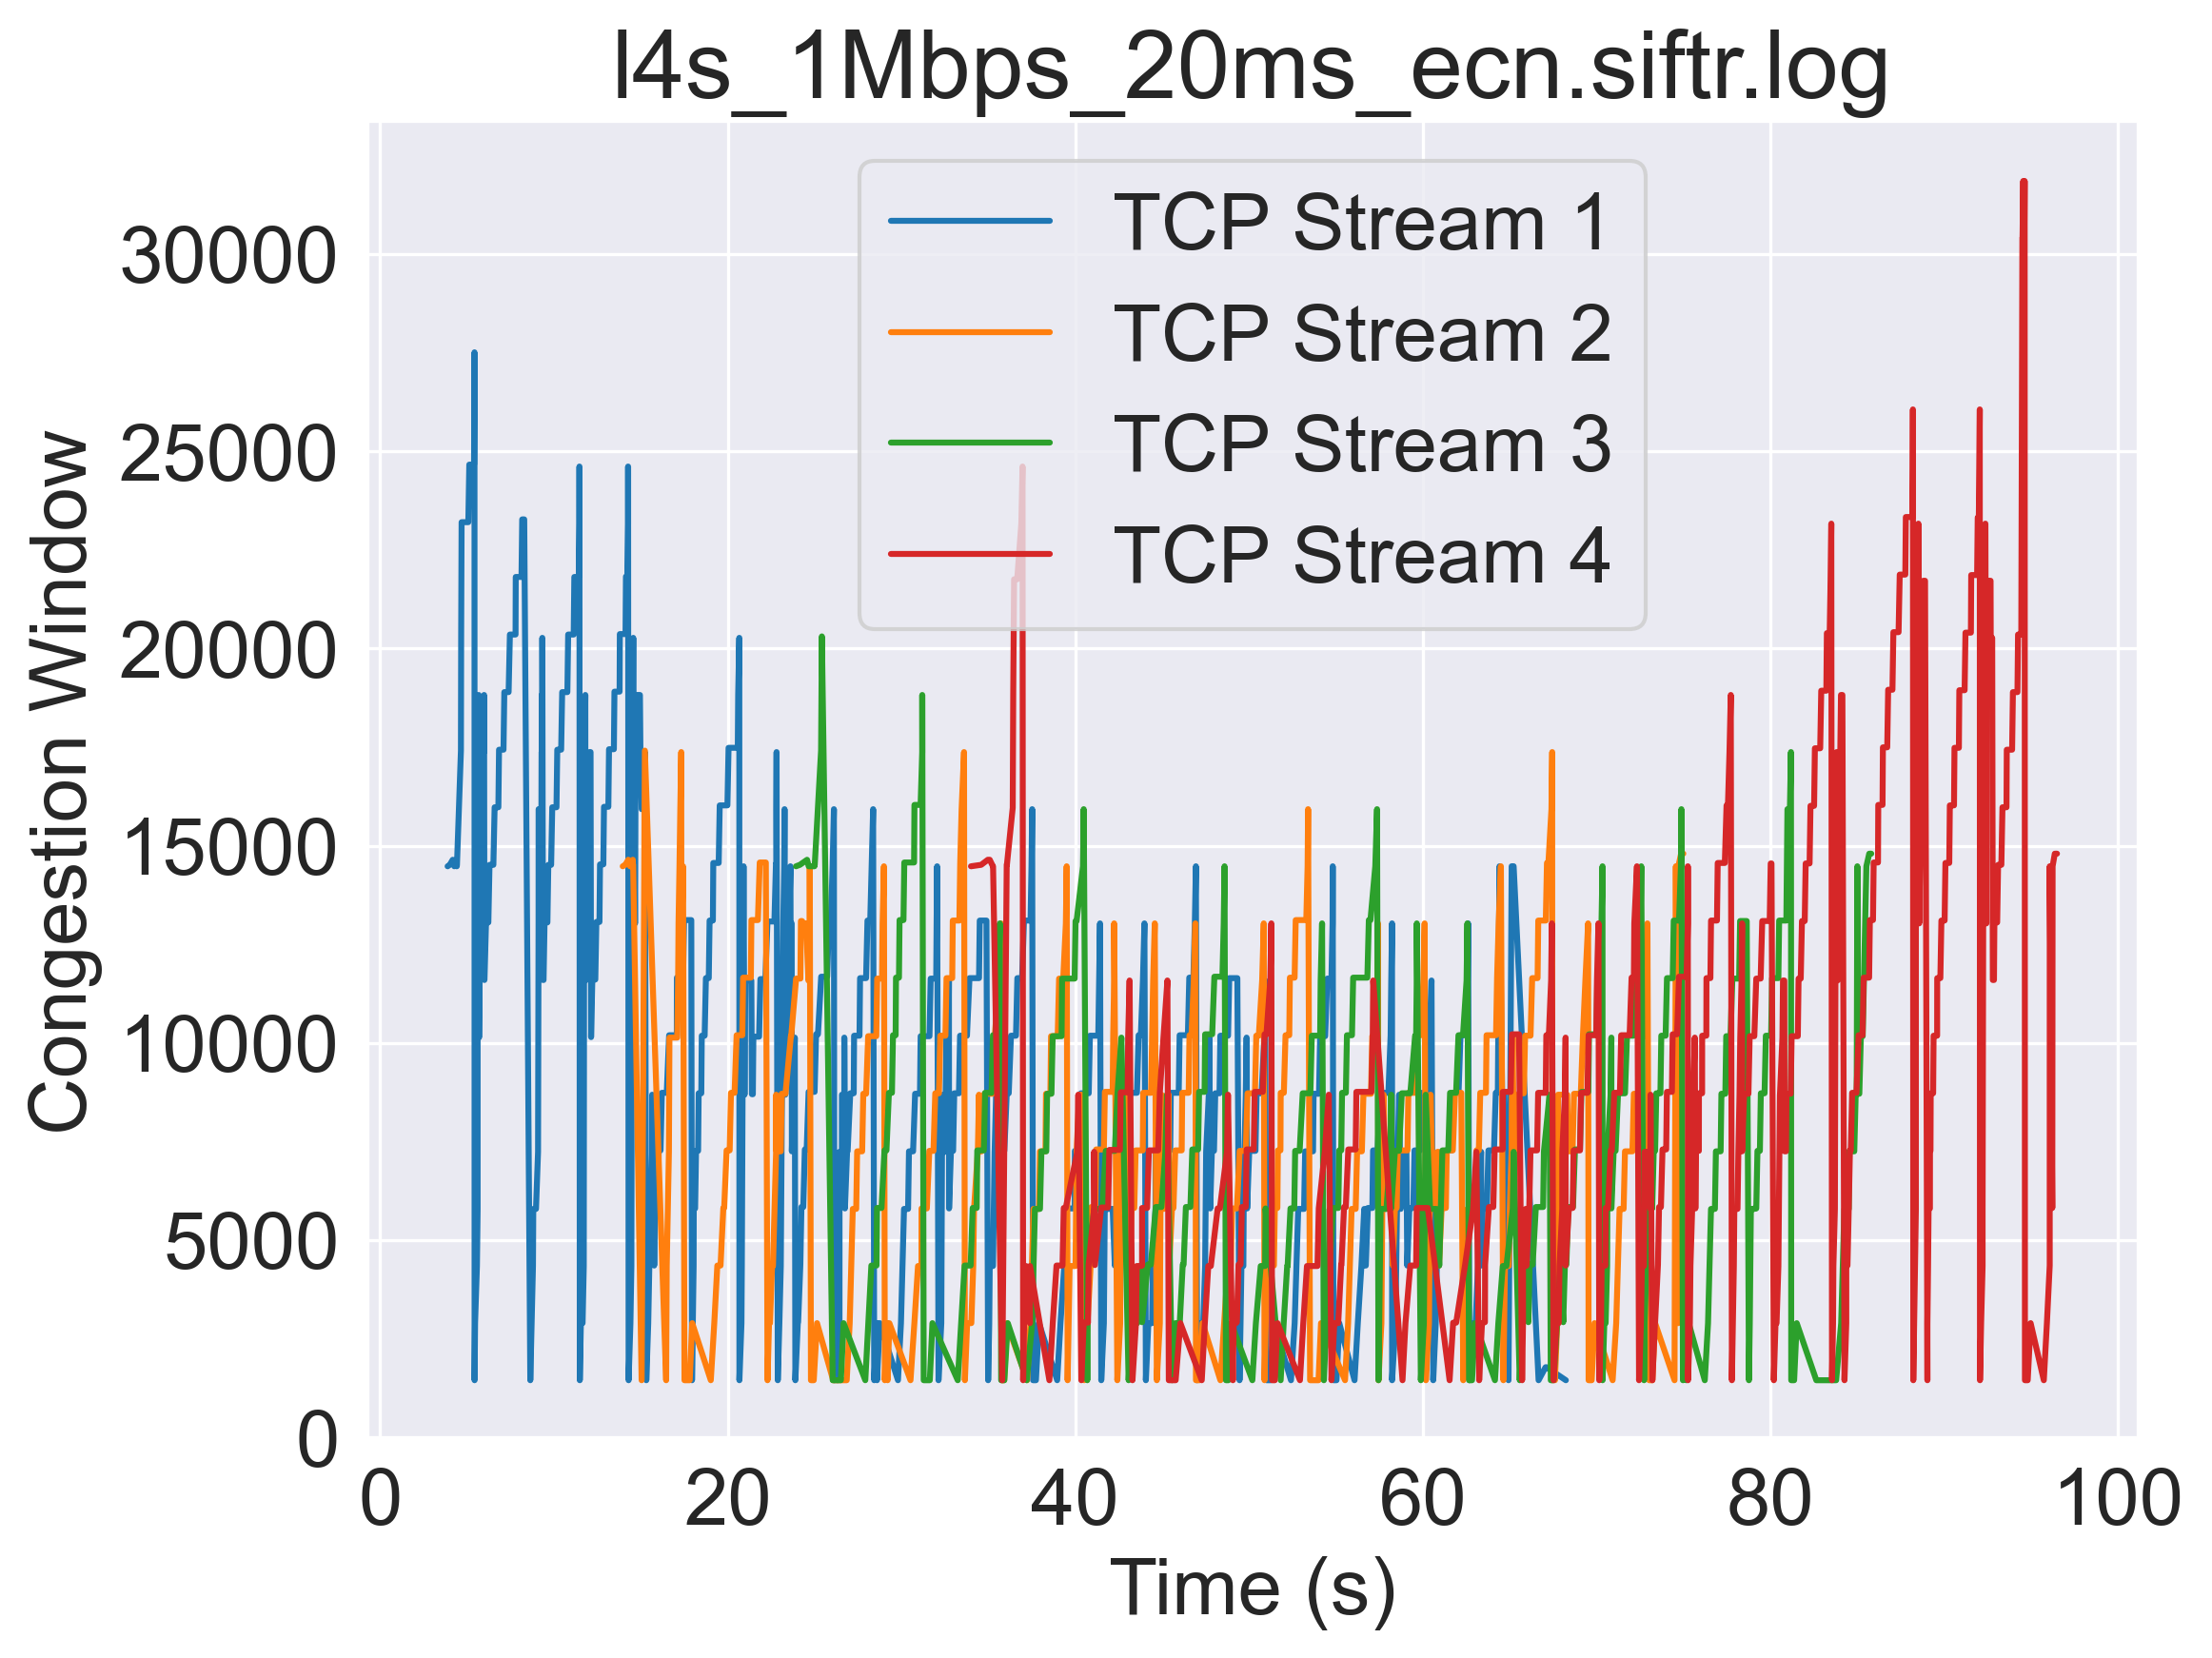 l4s_1Mbps_20ms_ecn.siftr.log
TCP Stream 1
TCP Stream 2
TCP Stream 3
TCP Stream 4
Congestion Window
30000
25000
20000
15000
10000
5000
0
0 20 40 60 80 100
Time (s)